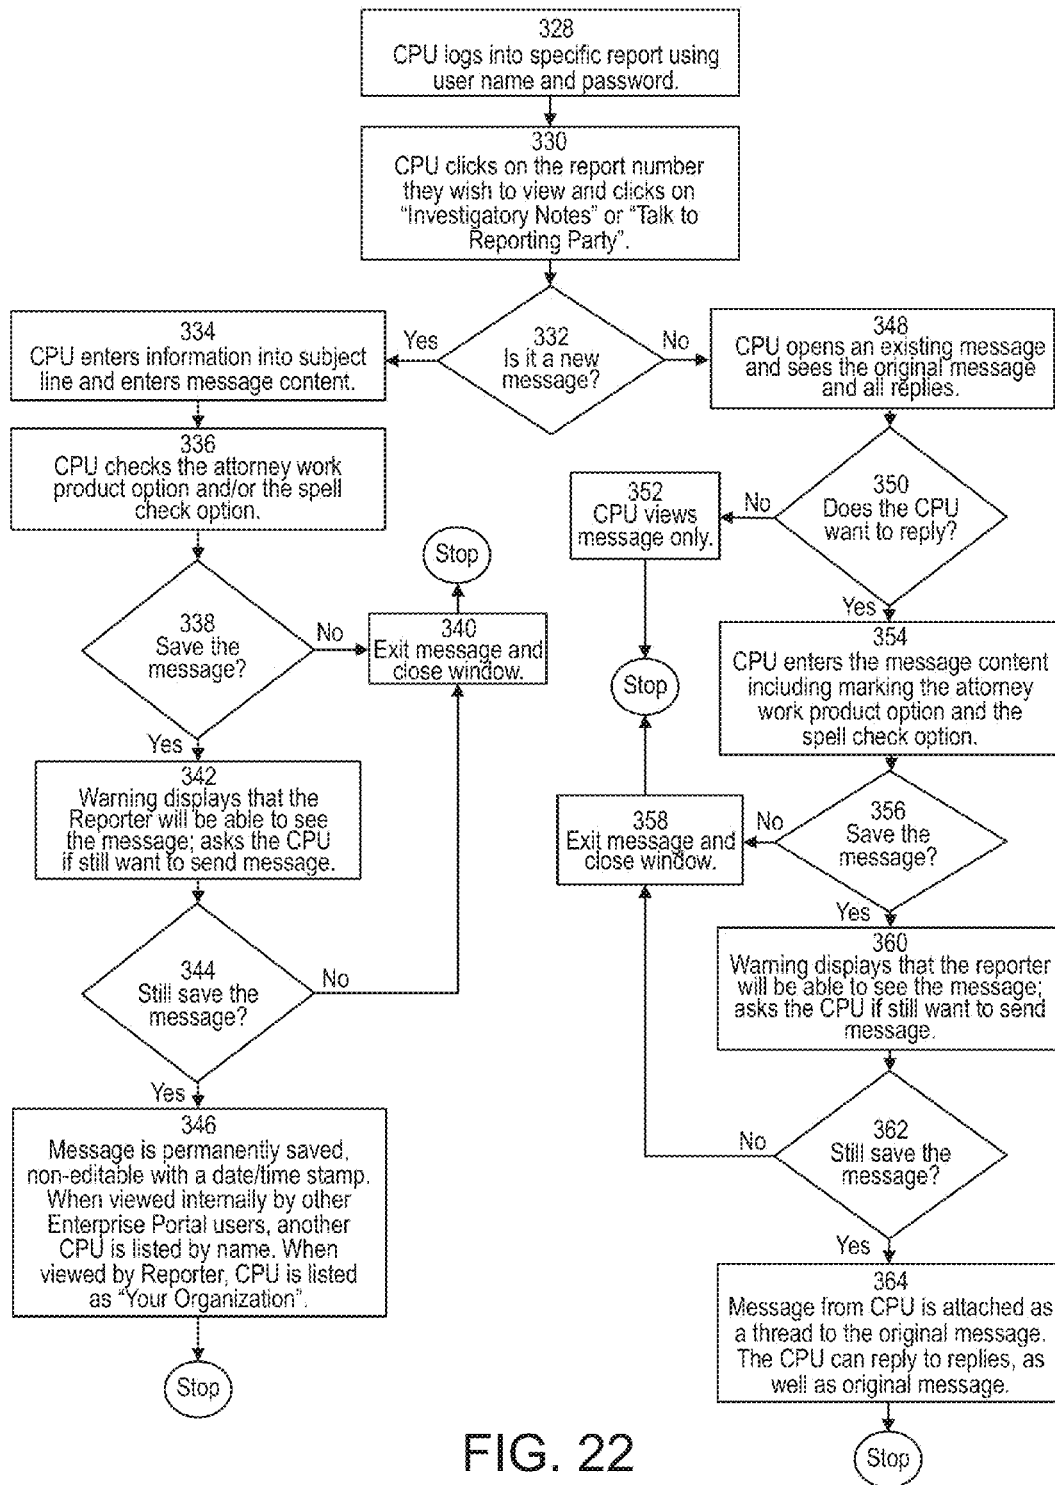 328
CPU logs into specific report using
user name and password.
330
CPU clicks on the report number
they wish to view and clicks on
“Investigatory Notes” or “Talk to
Reporting Party”.
332
Is it a new
message?
Yes
No
334
CPU enters information into subject
line and enters message content.
336
CPU checks the attorney work
product option and/or the spell
check option.
338
Save the
message?
No
340
Exit message and
close window.
Stop
Yes
342
Warning displays that the
Reporter will be able to see
the message; asks the CPU
if still want to send message.
344
Still save the
message?
No
Yes
346
Message is permanently saved,
non-editable with a date/time stamp.
When viewed internally by other
Enterprise Portal users, another
CPU is listed by name. When
viewed by Reporter, CPU is listed
as “Your Organization”.
Stop
348
CPU opens an existing message
and sees the original message
and all replies.
350
Does the CPU
want to reply?
No
352
CPU views
message only.
Stop
Yes
354
CPU enters the message content
including marking the attorney
work product option and the
spell check option.
356
Save the
message?
No
358
Exit message and
close window.
Yes
360
Warning displays that the reporter
will be able to see the message;
asks the CPU if still want to send
message.
362
Still save the
message?
No
Yes
364
Message from CPU is attached as
a thread to the original message.
The CPU can reply to replies, as
well as original message.
Stop
FIG. 22